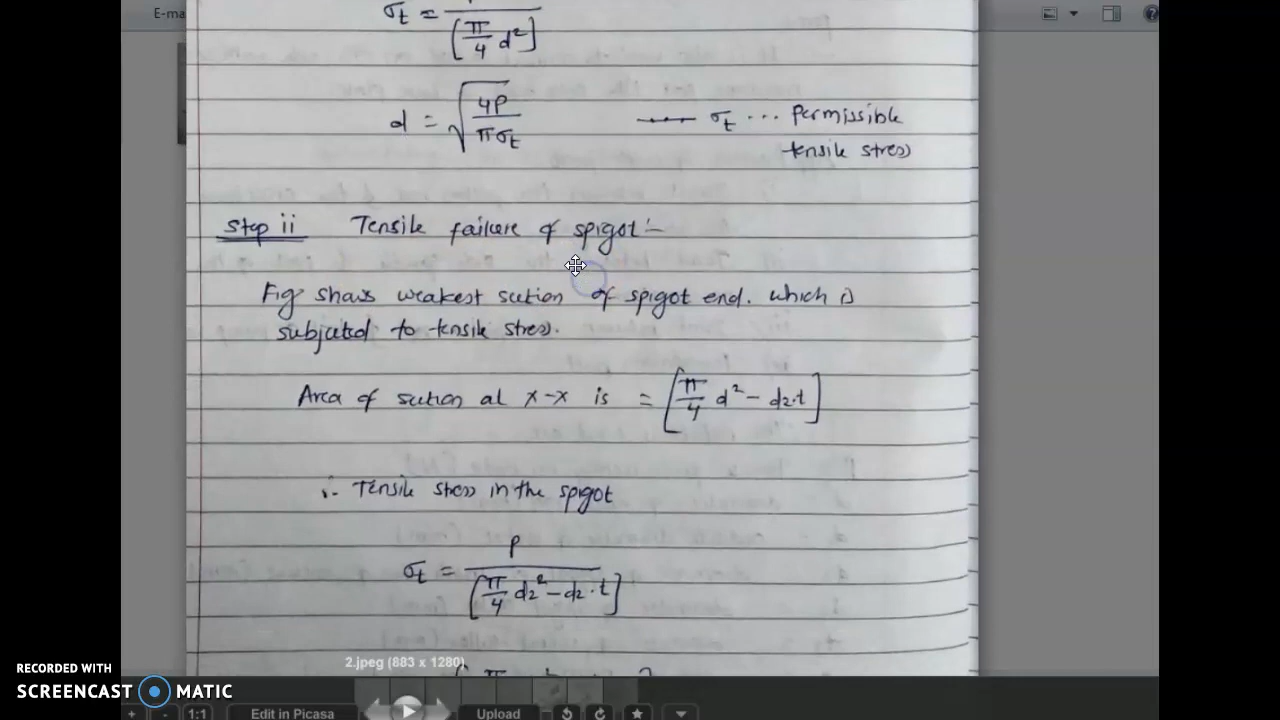 E-ma
σt =
[π/4 d²]
d = √(4P/πσt) σt ... Permissible
tensile stress
Step ii Tensile failure of spigot :-
Fig shows weakest section of spigot end. which is
subjected to tensile stress.
Area of section at x-x is = [π/4 d² - d2.t]
∴ Tensile stress in the spigot
σt = P/[π/4 d2² - d2.t]
2.jpeg (883 x 1280)
RECORDED WITH
SCREENCAST MATIC
+ - 1:1 Edit in Picasa Upload